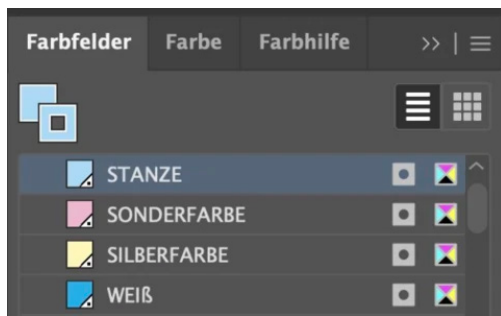 Farbfelder Farbe Farbhilfe
STANZE
SONDERFARBE
SILBERFARBE
WEIß